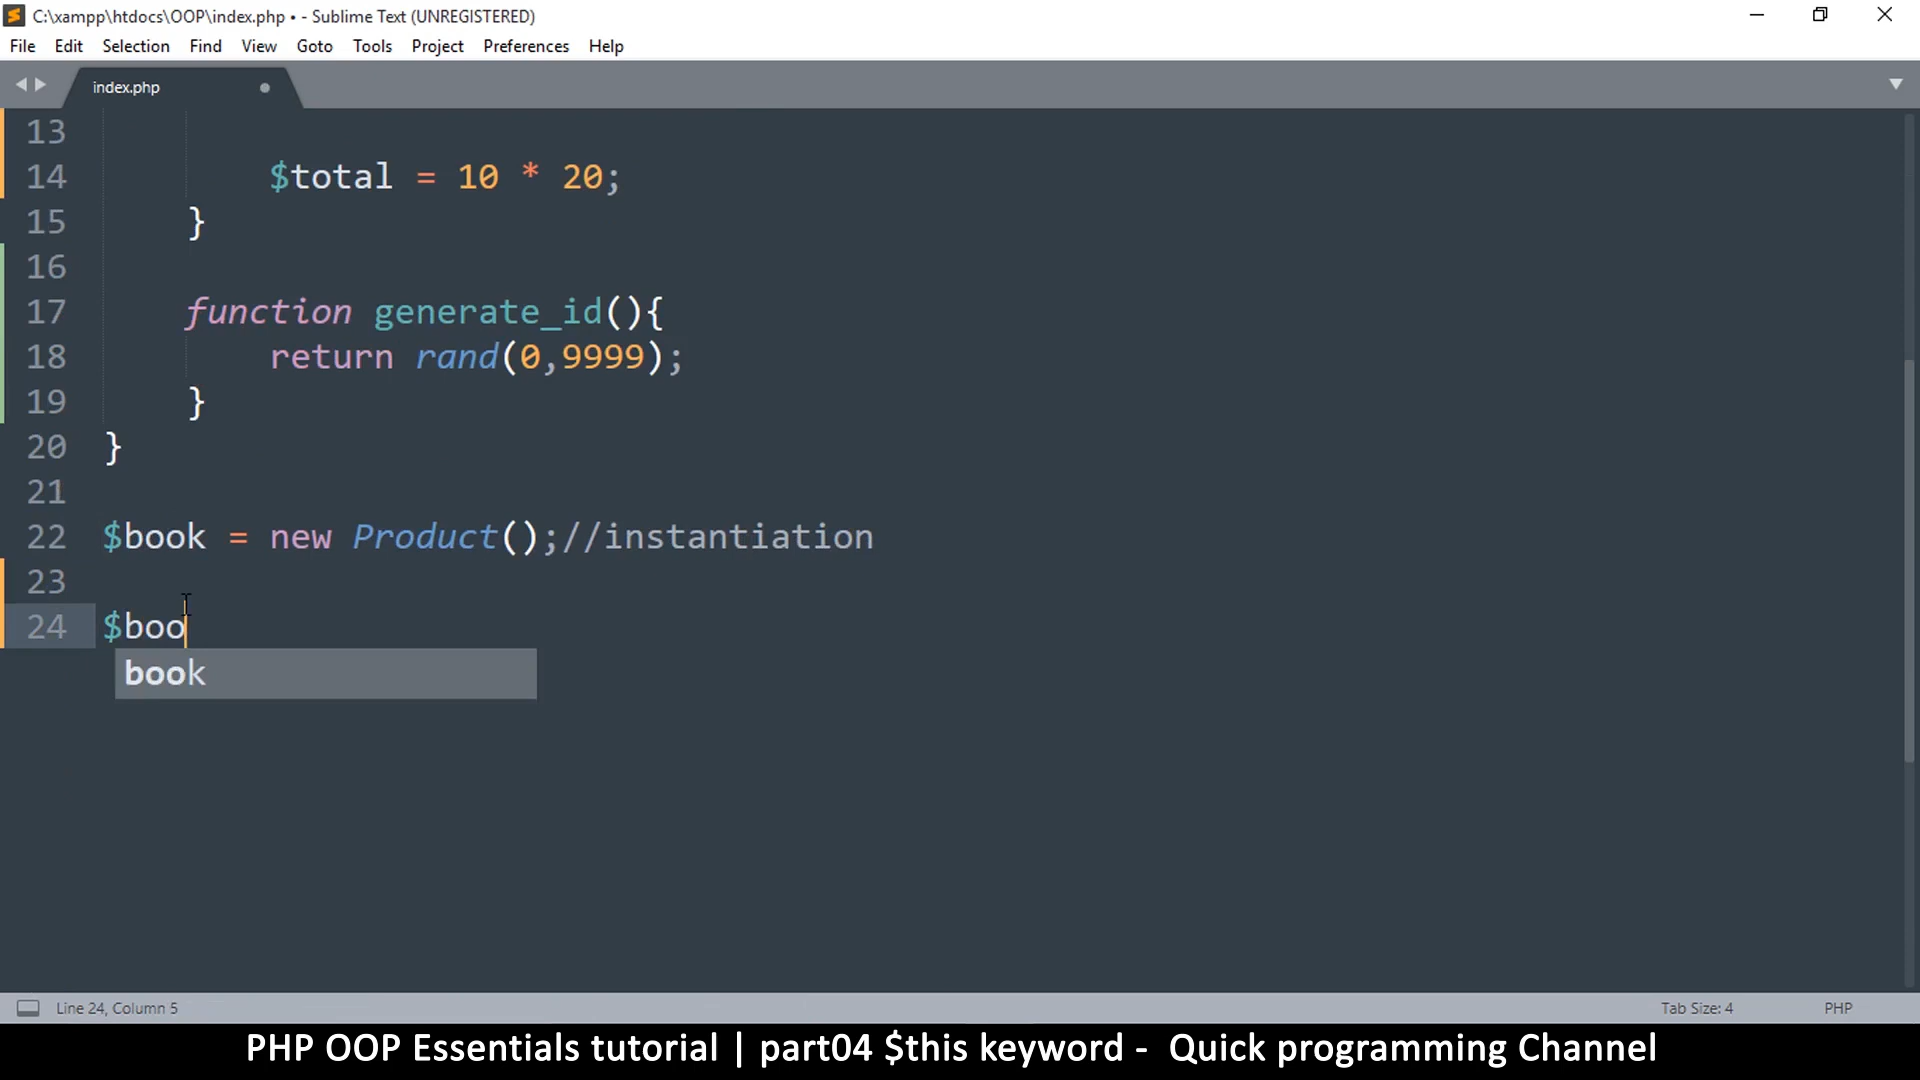 C:\xampp\htdocs\OOP\index.php • - Sublime Text (UNREGISTERED)
File Edit Selection Find View Goto Tools Project Preferences Help
index.php
13
14 $total = 10 * 20;
15 }
16
17 function generate_id(){
18 return rand(0,9999);
19 }
20 }
21
22 $book = new Product();//instantiation
23
24 $boo
book
Line 24, Column 5 Tab Size: 4 PHP
PHP OOP Essentials tutorial | part04 $this keyword - Quick programming Channel